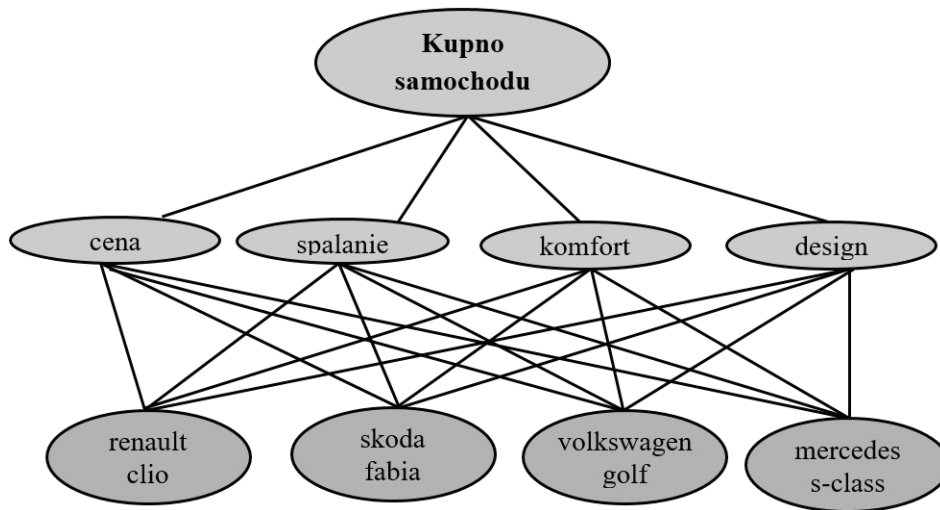 Kupno
samochodu
cena
spalanie
komfort
design
renault
clio
skoda
fabia
volkswagen
golf
mercedes
s-class